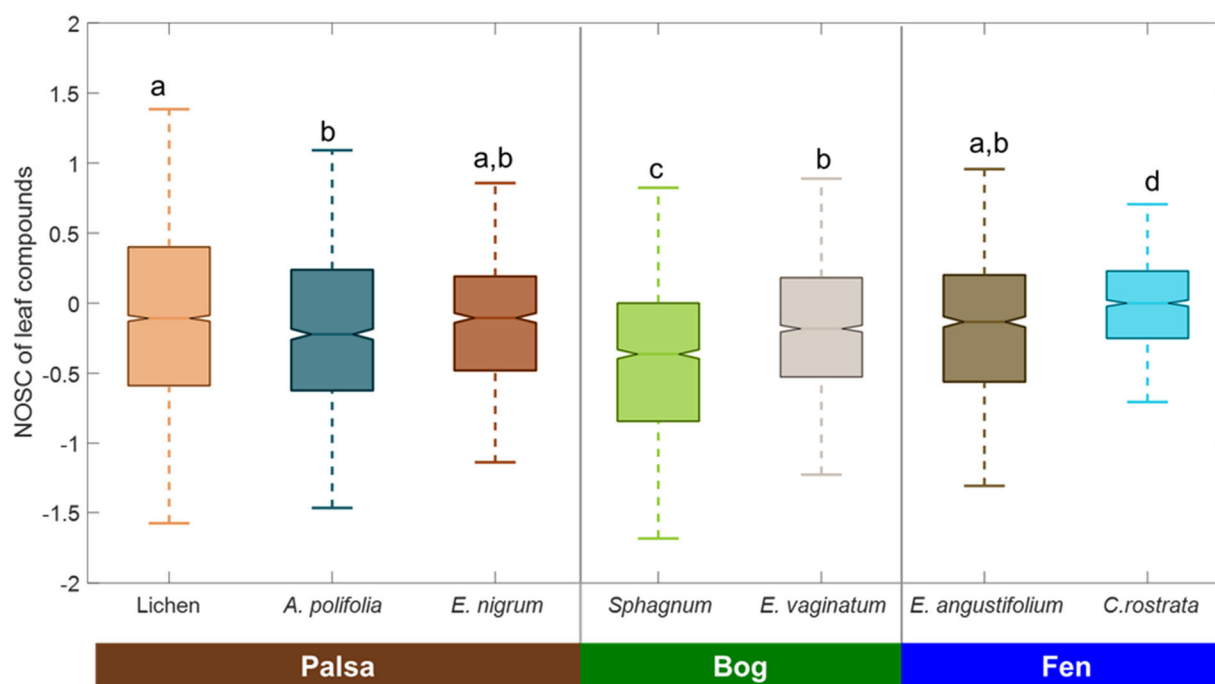 NOSC of leaf compounds
2
1.5
1
0.5
0
-0.5
-1
-1.5
-2
a
b
a,b
c
b
a,b
d
Lichen
A. polifolia
E. nigrum
Sphagnum
E. vaginatum
E. angustifolium
C.rostrata
Palsa
Bog
Fen